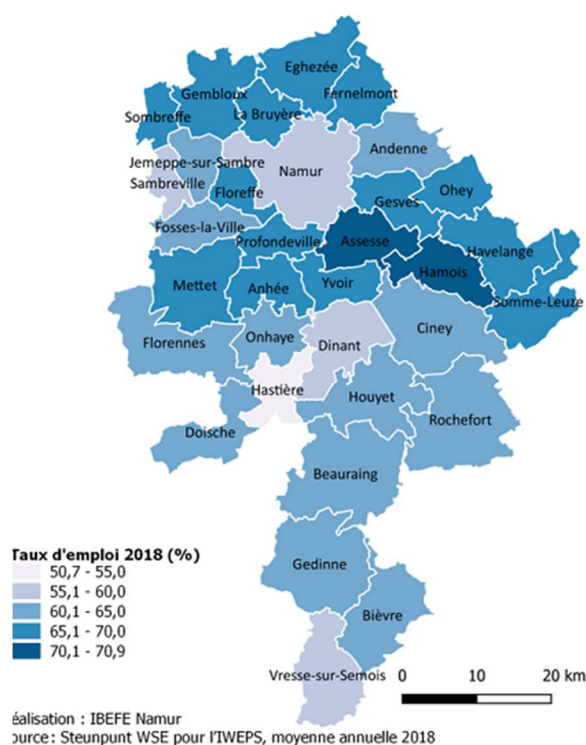 Eghezée
Gembloux
Fernelmont
Sombreffe
La Bruyère
Andenne
Jemeppe-sur-Sambre
Namur
Sambreville
Floreffe
Ohey
Gesves
Fosses-la-Ville
Profondeville
Assesse
Havelange
Hamois
Mettet
Anhée
Yvoir
Somme-Leuze
Florennes
Onhaye
Dinant
Ciney
Hastière
Houyet
Rochefort
Doische
Beauraing
Gedinne
Bièvre
Vresse-sur-Semois
Taux d'emploi 2018 (%)
50,7 - 55,0
55,1 - 60,0
60,1 - 65,0
65,1 - 70,0
70,1 - 70,9
0 10 20 km
éalisation : IBEFE Namur
ource : Steunpunt WSE pour l'IWEPS, moyenne annuelle 2018